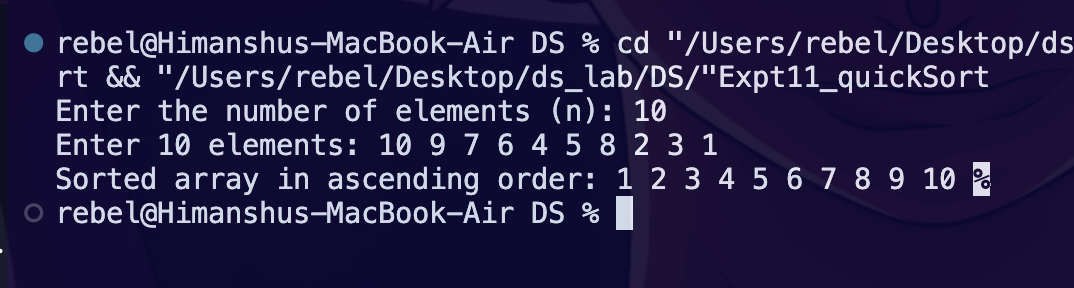 rebel@Himanshus-MacBook-Air DS % cd "/Users/rebel/Desktop/ds
rt && "/Users/rebel/Desktop/ds_lab/DS/"Expt11_quickSort
Enter the number of elements (n): 10
Enter 10 elements: 10 9 7 6 4 5 8 2 3 1
Sorted array in ascending order: 1 2 3 4 5 6 7 8 9 10 %
rebel@Himanshus-MacBook-Air DS %